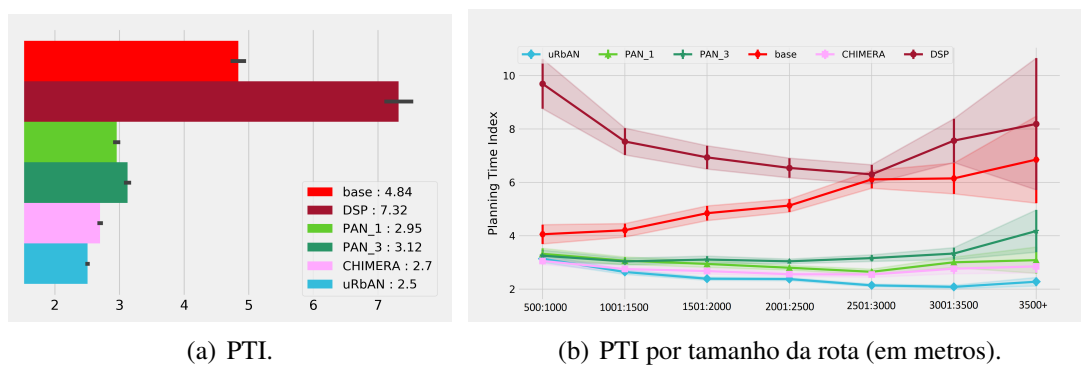 base : 4.84
DSP : 7.32
PAN_1 : 2.95
PAN_3 : 3.12
CHIMERA : 2.7
uRbAN : 2.5
2 3 4 5 6 7
(a) PTI.
uRbAN PAN_1 PAN_3 base CHIMERA DSP
Planning Time Index
10
8
6
4
2
500:1000 1001:1500 1501:2000 2001:2500 2501:3000 3001:3500 3500+
(b) PTI por tamanho da rota (em metros).